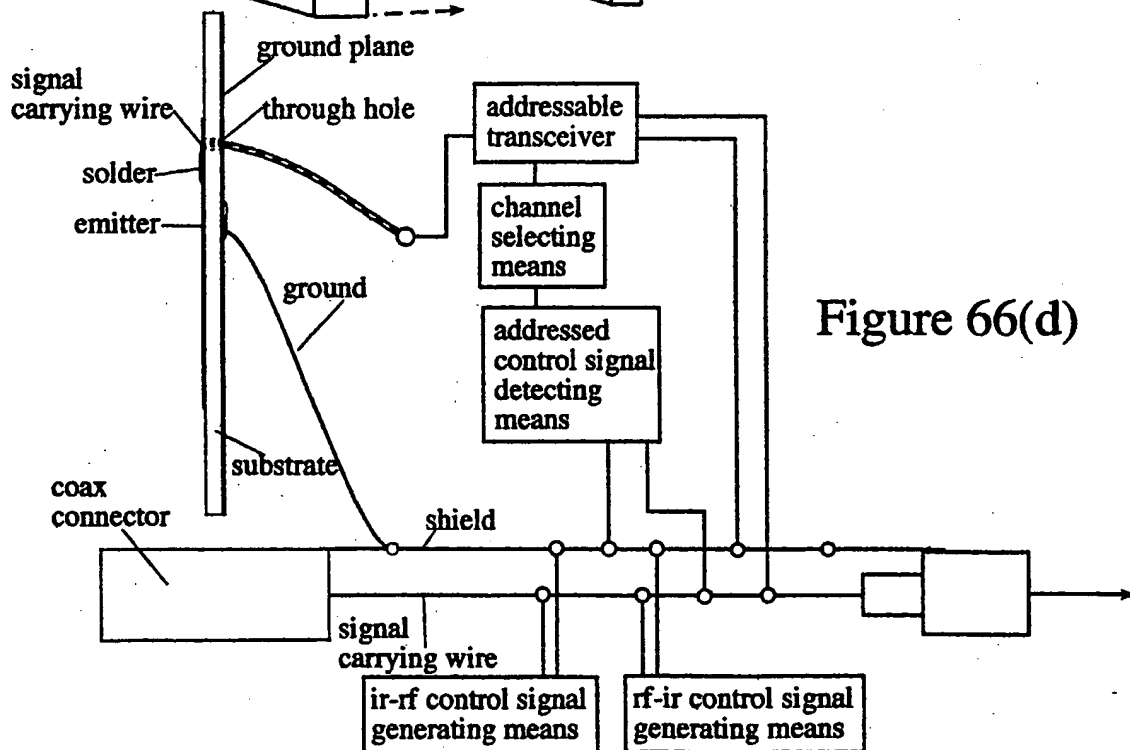 ground plane
signal
carrying wire
through hole
solder
emitter
addressable
transceiver
channel
selecting
means
ground
addressed
control signal
detecting
means
Figure 66(d)
substrate
coax
connector
shield
signal
carrying wire
ir-rf control signal
generating means
rf-ir control signal
generating means